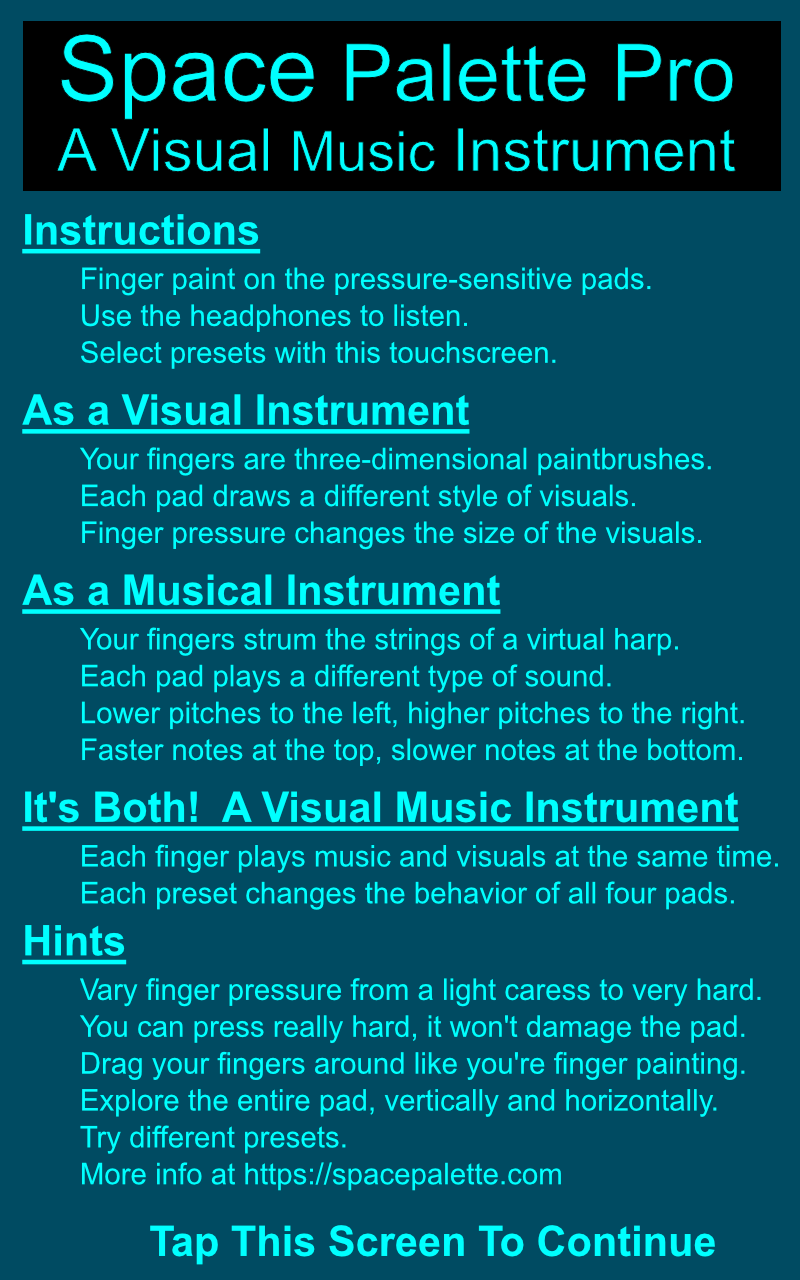 Space Palette Pro
A Visual Music Instrument
Instructions
Finger paint on the pressure-sensitive pads.
Use the headphones to listen.
Select presets with this touchscreen.
As a Visual Instrument
Your fingers are three-dimensional paintbrushes.
Each pad draws a different style of visuals.
Finger pressure changes the size of the visuals.
As a Musical Instrument
Your fingers strum the strings of a virtual harp.
Each pad plays a different type of sound.
Lower pitches to the left, higher pitches to the right.
Faster notes at the top, slower notes at the bottom.
It's Both!  A Visual Music Instrument
Each finger plays music and visuals at the same time.
Each preset changes the behavior of all four pads.
Hints
Vary finger pressure from a light caress to very hard.
You can press really hard, it won't damage the pad.
Drag your fingers around like you're finger painting.
Explore the entire pad, vertically and horizontally.
Try different presets.
More info at https://spacepalette.com
Tap This Screen To Continue